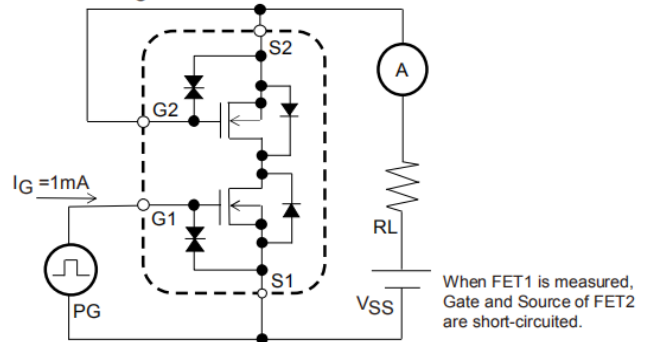 S2
A
G2
IG =1mA
G1
RL
S1
PG
VSS
When FET1 is measured,
Gate and Source of FET2
are short-circuited.